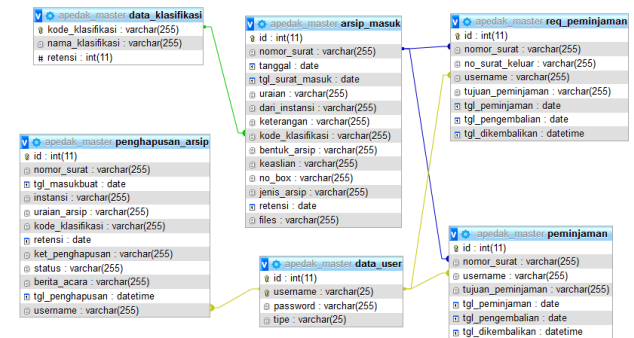 apedak_master data_klasifikasi
kode_klasifikasi : varchar(255)
nama_klasifikasi : varchar(255)
# retensi : int(11)
apedak_master arsip_masuk
id : int(11)
nomor_surat : varchar(255)
tanggal : date
tgl_surat_masuk : date
uraian : varchar(255)
dari_instansi : varchar(255)
keterangan : varchar(255)
kode_klasifikasi : varchar(255)
bentuk_arsip : varchar(255)
keaslian : varchar(255)
no_box : varchar(255)
jenis_arsip : varchar(255)
retensi : date
files : varchar(255)
apedak_master req_peminjaman
id : int(11)
nomor_surat : varchar(255)
no_surat_keluar : varchar(255)
username : varchar(255)
tujuan_peminjaman : varchar(255)
tgl_peminjaman : date
tgl_pengembalian : date
tgl_dikembalikan : datetime
apedak_master penghapusan_arsip
id : int(11)
nomor_surat : varchar(255)
tgl_masukbuat : date
instansi : varchar(255)
uraian_arsip : varchar(255)
kode_klasifikasi : varchar(255)
retensi : date
ket_penghapusan : varchar(255)
status : varchar(255)
berita_acara : varchar(255)
tgl_penghapusan : datetime
username : varchar(255)
apedak_master data_user
id : int(11)
username : varchar(25)
password : varchar(255)
tipe : varchar(25)
apedak_master peminjaman
id : int(11)
nomor_surat : varchar(255)
username : varchar(255)
tujuan_peminjaman : varchar(255)
tgl_peminjaman : date
tgl_pengembalian : date
tgl_dikembalikan : datetime